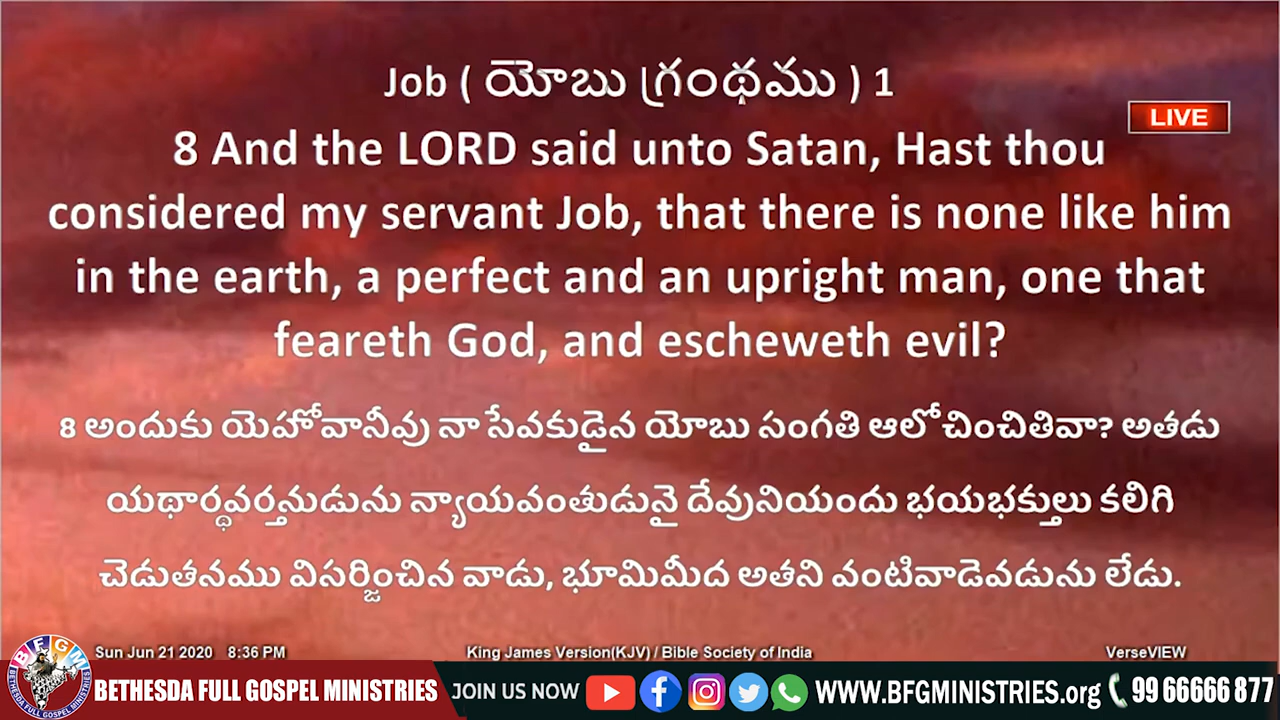 Job ( యోబు గ్రంథము ) 1
LIVE
8 And the LORD said unto Satan, Hast thou
considered my servant Job, that there is none like him
in the earth, a perfect and an upright man, one that
feareth God, and escheweth evil?
8 అందుకు యెహోవానీవు నా సేవకుడైన యోబు సంగతి ఆలోచించితివా? అతడు
యథార్థవర్తనుడును న్యాయవంతుడునై దేవునియందు భయభక్తులు కలిగి
చెడుతనము విసర్జించిన వాడు, భూమిమీద అతని వంటివాడెవడును లేడు.
Sun Jun 21 2020 8:36 PM King James Version(KJV) / Bible Society of India VerseVIEW
BFGM
BETHESDA FULL GOSPEL MINISTRIES
BETHESDA FULL GOSPEL MINISTRIES JOIN US NOW WWW.BFGMINISTRIES.org 99 66666 877